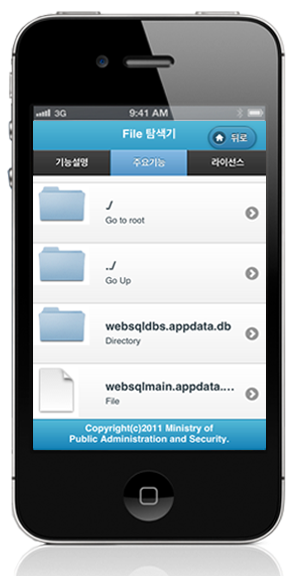 3G
9:41 AM
File 탐색기
뒤로
기능설명
주요기능
라이선스
./
Go to root
../
Go Up
websqldbs.appdata.db
Directory
websqlmain.appdata....
File
Copyright(c)2011 Ministry of
Public Administration and Security.